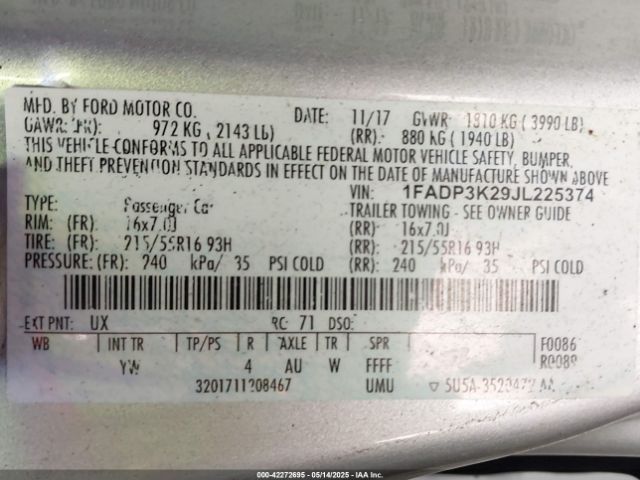 MFD. BY FORD MOTOR CO. DATE: 11/17 GVWR: 1810 KG ( 3990 LB)
GAWR: (FR): 972 KG ( 2143 LB) (RR): 880 KG ( 1940 LB)
THIS VEHICLE CONFORMS TO ALL APPLICABLE FEDERAL MOTOR VEHICLE SAFETY, BUMPER,
AND THEFT PREVENTION STANDARDS IN EFFECT ON THE DATE OF MANUFACTURE SHOWN ABOVE
VIN: 1FADP3K29JL225374
TYPE: Passenger Car TRAILER TOWING - SEE OWNER GUIDE
RIM: (FR) 16x7.0J (RR): 16x7.0J
TIRE: (FR) 215/55R16 93H (RR): 215/55R16 93H
PRESSURE: (FR) 240 kPa/ 35 PSI COLD (RR): 240 kPa/ 35 PSI COLD
EXT PNT: UX RC: 71 DSO:
WB INT TR TP/PS R AXLE TR SPR F0086
YW 4 AU W FFFF R0089
3201711208467 UMU
000-42272695 - 05/14/2025 - IAA INC.